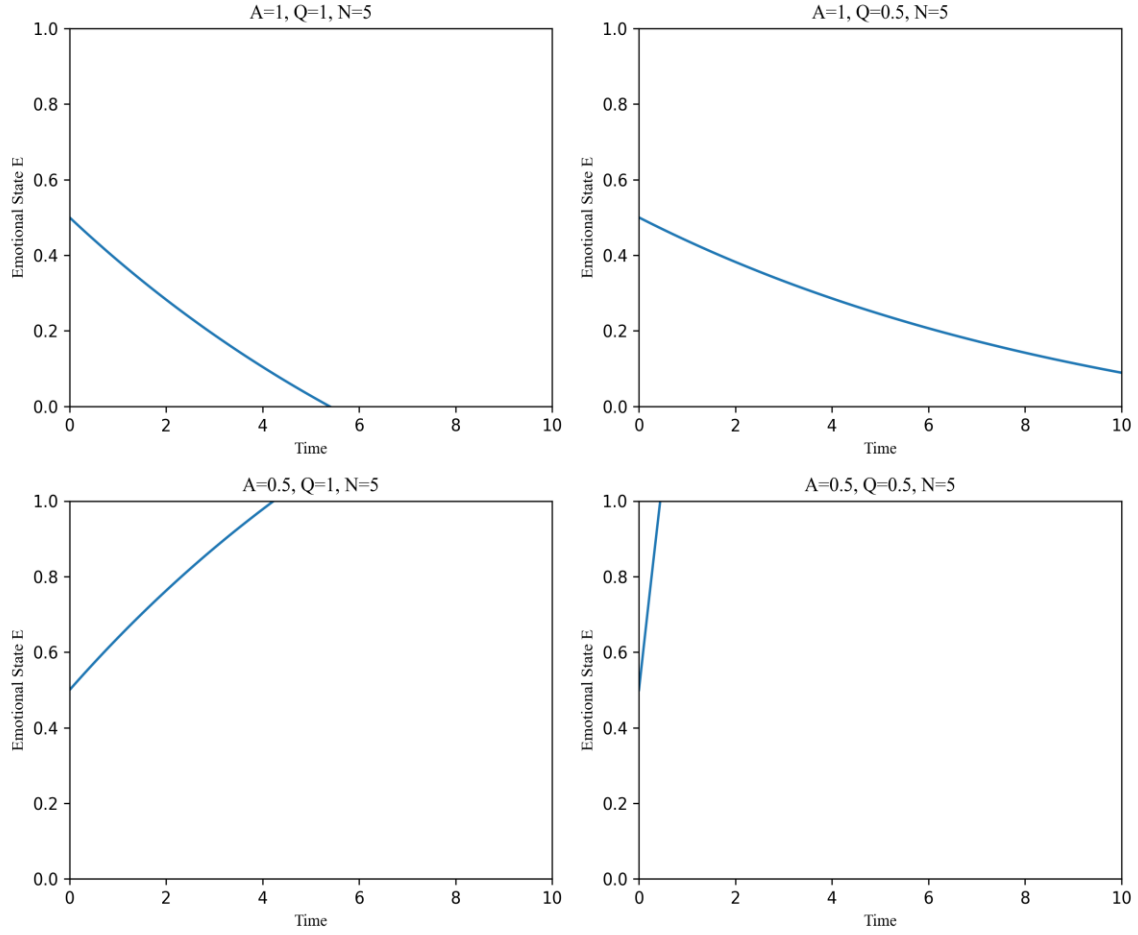 A=1, Q=1, N=5
1.0
0.8
0.6
0.4
0.2
0.0
Emotional State E
0 2 4 6 8 10
Time
A=1, Q=0.5, N=5
1.0
0.8
0.6
0.4
0.2
0.0
Emotional State E
0 2 4 6 8 10
Time
A=0.5, Q=1, N=5
1.0
0.8
0.6
0.4
0.2
0.0
Emotional State E
0 2 4 6 8 10
Time
A=0.5, Q=0.5, N=5
1.0
0.8
0.6
0.4
0.2
0.0
Emotional State E
0 2 4 6 8 10
Time